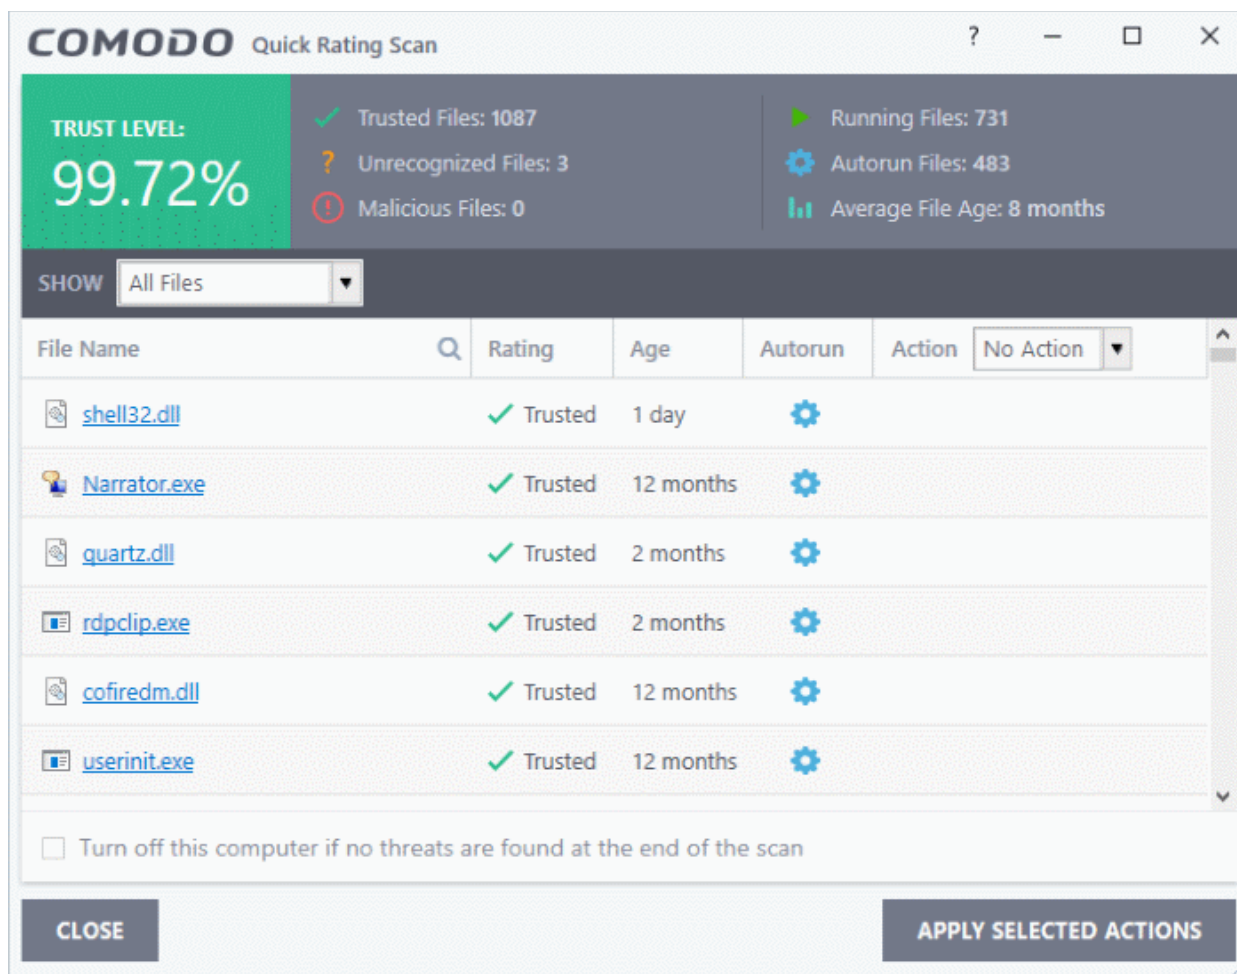 COMODO Quick Rating Scan
TRUST LEVEL:
99.72%
Trusted Files: 1087
Unrecognized Files: 3
Malicious Files: 0
Running Files: 731
Autorun Files: 483
Average File Age: 8 months
SHOW All Files
File Name Rating Age Autorun Action No Action
shell32.dll Trusted 1 day
Narrator.exe Trusted 12 months
quartz.dll Trusted 2 months
rdpclip.exe Trusted 2 months
cofiredm.dll Trusted 12 months
userinit.exe Trusted 12 months
Turn off this computer if no threats are found at the end of the scan
CLOSE APPLY SELECTED ACTIONS